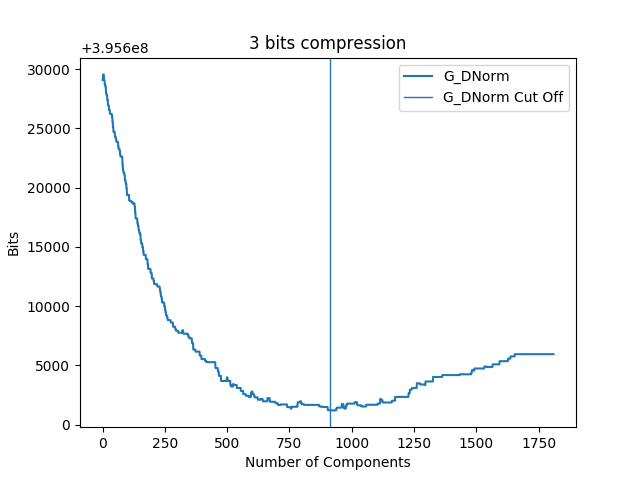 3 bits compression
+3.956e8
G_DNorm
G_DNorm Cut Off
30000
25000
20000
15000
10000
5000
0
Bits
0 250 500 750 1000 1250 1500 1750
Number of Components